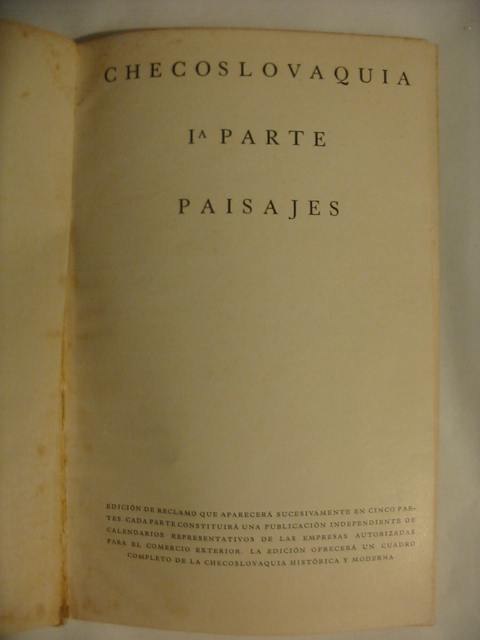 CHECOSLOVAQUIA
Iᴬ PARTE
PAISAJES
EDICIÓN DE RECLAMO QUE APARECERÁ SUCESIVAMENTE EN CINCO PAR-
TES. CADA PARTE CONSTITUIRÁ UNA PUBLICACIÓN INDEPENDIENTE DE
CALENDARIOS REPRESENTATIVOS DE LAS EMPRESAS AUTORIZADAS
PARA EL COMERCIO EXTERIOR. LA EDICIÓN OFRECERÁ UN CUADRO
COMPLETO DE LA CHECOSLOVAQUIA HISTÓRICA Y MODERNA